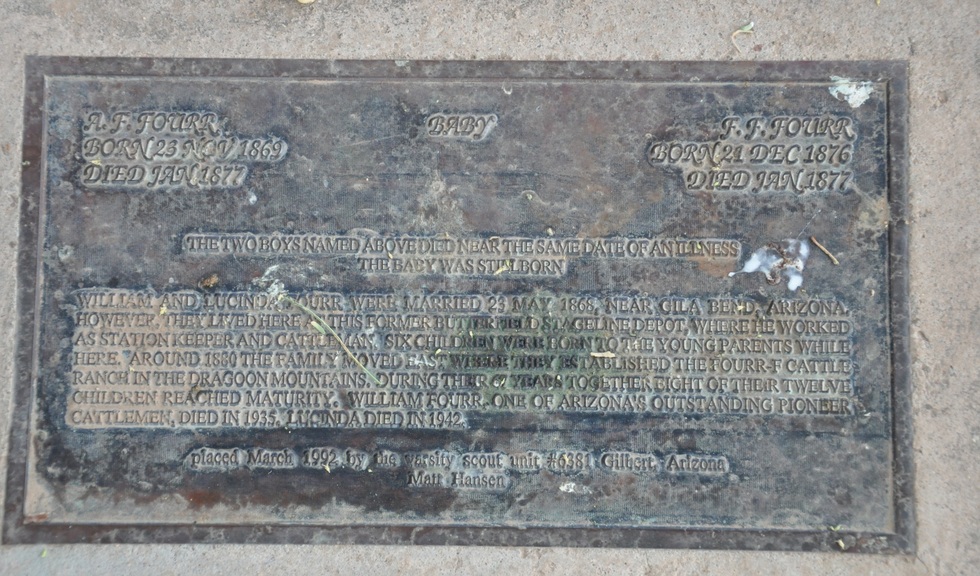 A. F. FOURR
BORN 23 NOV 1869
DIED JAN 1877
BABY
F. F. FOURR
BORN 21 DEC 1876
DIED JAN 1877
THE TWO BOYS NAMED ABOVE DIED NEAR THE SAME DATE OF AN ILLNESS
THE BABY WAS STILLBORN
WILLIAM AND LUCINDA FOURR WERE MARRIED 23 MAY 1868, NEAR GILA BEND, ARIZONA.
HOWEVER, THEY LIVED HERE AT THIS FORMER BUTTERFIELD STAGELINE DEPOT, WHERE HE WORKED
AS STATION KEEPER AND CATTLEMAN. SIX CHILDREN WERE BORN TO THE YOUNG PARENTS WHILE
HERE. AROUND 1880 THE FAMILY MOVED EAST WHERE THEY ESTABLISHED THE FOURR-F CATTLE
RANCH IN THE DRAGOON MOUNTAINS. DURING THEIR 67 YEARS TOGETHER EIGHT OF THEIR TWELVE
CHILDREN REACHED MATURITY. WILLIAM FOURR, ONE OF ARIZONA'S OUTSTANDING PIONEER
CATTLEMEN, DIED IN 1935. LUCINDA DIED IN 1942.
placed March 1992 by the varsity scout unit #6381 Gilbert, Arizona
Matt Hansen